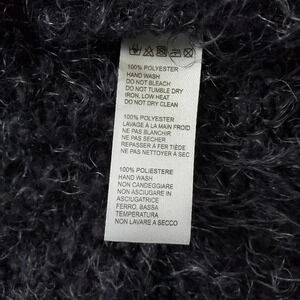 100% POLYESTER
HAND WASH
DO NOT BLEACH
DO NOT TUMBLE DRY
IRON, LOW HEAT
DO NOT DRY CLEAN
100% POLYESTER
LAVAGE À LA MAIN FROID
NE PAS BLANCHIR
NE PAS SECHER
REPASSER À FER TIÈDE
NE PAS NETTOYER A SEC
100% POLIESTERE
HAND WASH
NON CANDEGGIARE
NON ASCIUGARE IN
ASCIUGATRICE
FERRO, BASSA
TEMPERATURA
NON LAVARE A SECCO